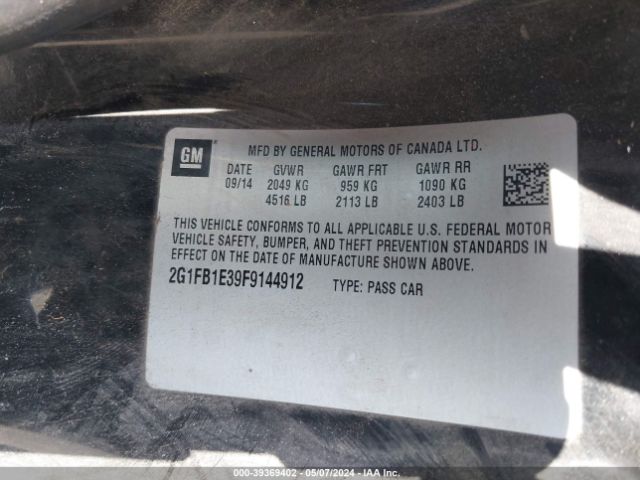 GM
MFD BY GENERAL MOTORS OF CANADA LTD.
DATE GVWR GAWR FRT GAWR RR
09/14 2049 KG 959 KG 1090 KG
4516 LB 2113 LB 2403 LB
THIS VEHICLE CONFORMS TO ALL APPLICABLE U.S. FEDERAL MOTOR
VEHICLE SAFETY, BUMPER, AND THEFT PREVENTION STANDARDS IN
EFFECT ON THE DATE OF MANUFACTURE SHOWN ABOVE.
2G1FB1E39F9144912 TYPE: PASS CAR
000-39369402 - 05/07/2024 - IAA Inc.